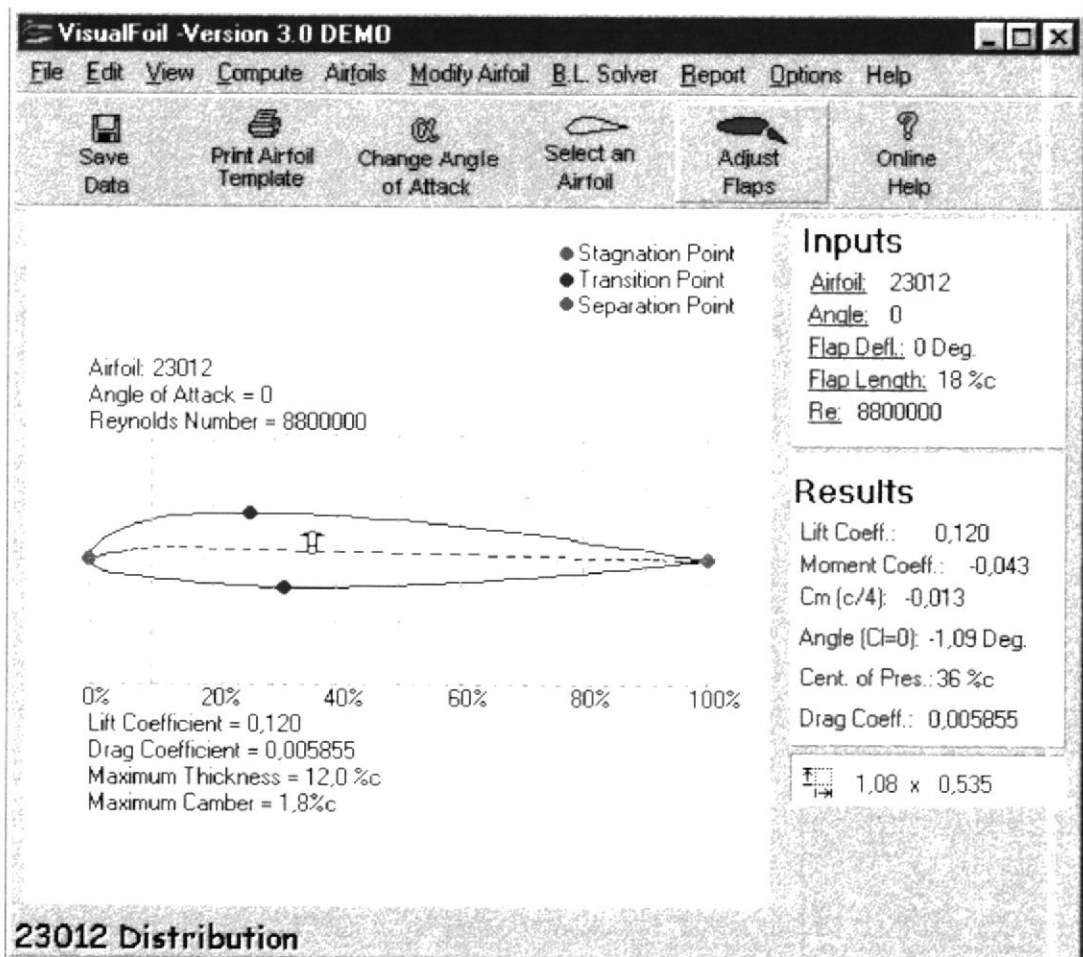 VisualFoil -Version 3.0 DEMO
File Edit View Compute Airfoils Modify Airfoil B.L. Solver Report Options Help
Save Data
Print Airfoil Template
Change Angle of Attack
Select an Airfoil
Adjust Flaps
Online Help
Stagnation Point
Transition Point
Separation Point
Airfoil: 23012
Angle of Attack = 0
Reynolds Number = 8800000
0% 20% 40% 60% 80% 100%
Lift Coefficient = 0,120
Drag Coefficient = 0,005855
Maximum Thickness = 12,0 %c
Maximum Camber = 1,8%c
Inputs
Airfoil: 23012
Angle: 0
Flap Defl.: 0 Deg.
Flap Length: 18 %c
Re: 8800000
Results
Lift Coeff.: 0,120
Moment Coeff.: -0,043
Cm (c/4): -0,013
Angle (Cl=0): -1,09 Deg.
Cent. of Pres.: 36 %c
Drag Coeff.: 0,005855
1,08 x 0,535
23012 Distribution